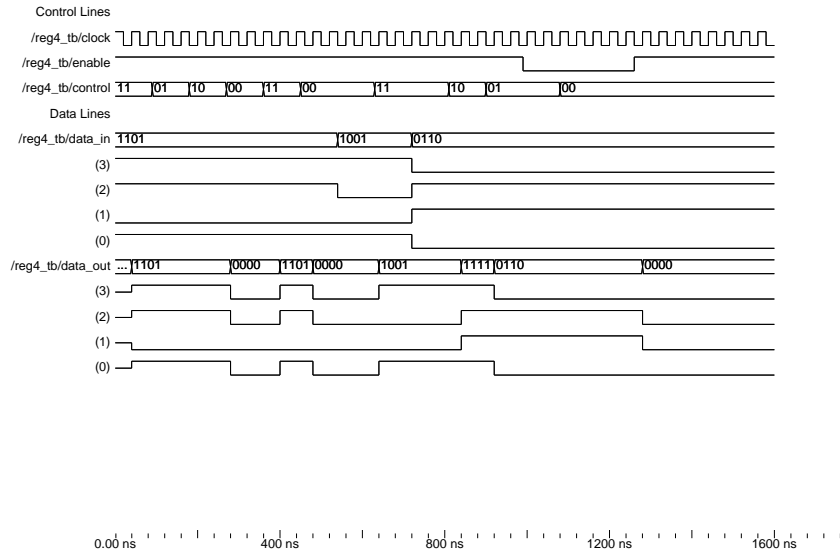 Control Lines
/reg4_tb/clock
/reg4_tb/enable
/reg4_tb/control 11 01 10 00 11 00 11 10 01 00
Data Lines
/reg4_tb/data_in 1101 1001 0110
(3)
(2)
(1)
(0)
/reg4_tb/data_out ... 1101 0000 1101 0000 1001 1111 0110 0000
(3)
(2)
(1)
(0)
0.00 ns 400 ns 800 ns 1200 ns 1600 ns